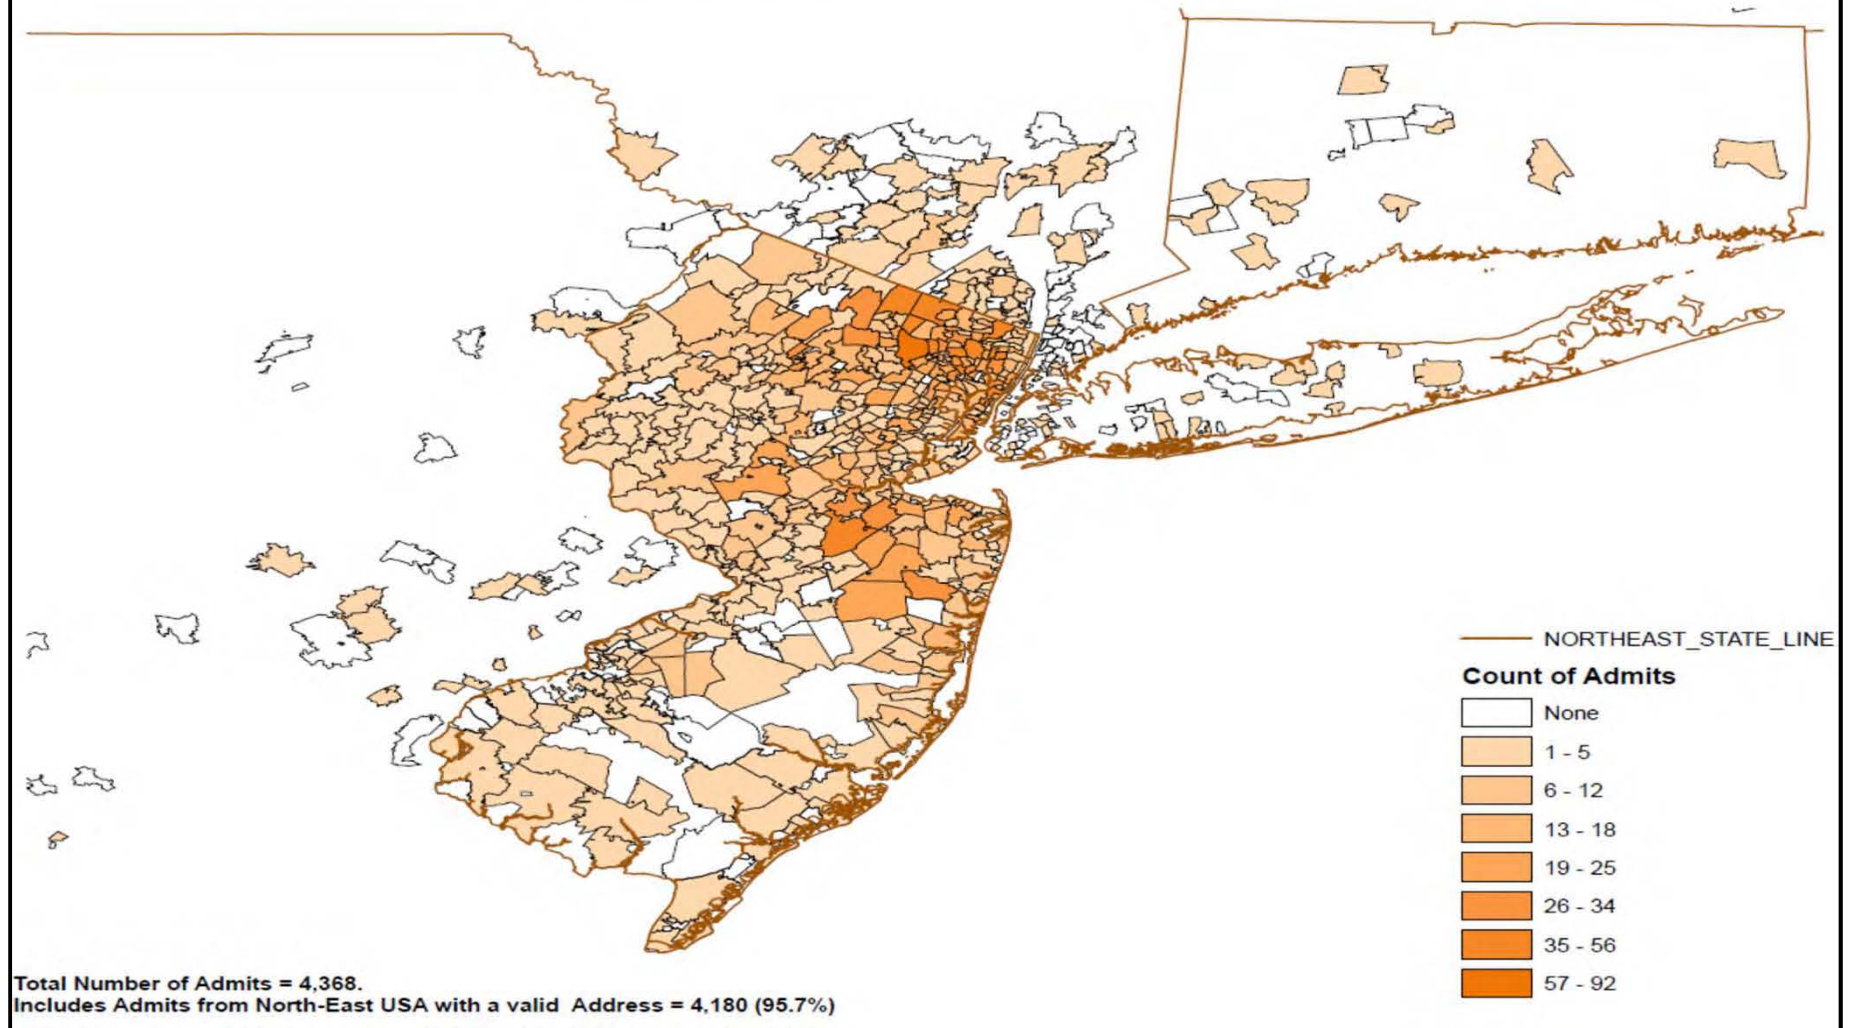 NORTHEAST_STATE_LINE
Count of Admits
None
1 - 5
6 - 12
13 - 18
19 - 25
26 - 34
35 - 56
57 - 92
Total Number of Admits = 4,368.
Includes Admits from North-East USA with a valid Address = 4,180 (95.7%)